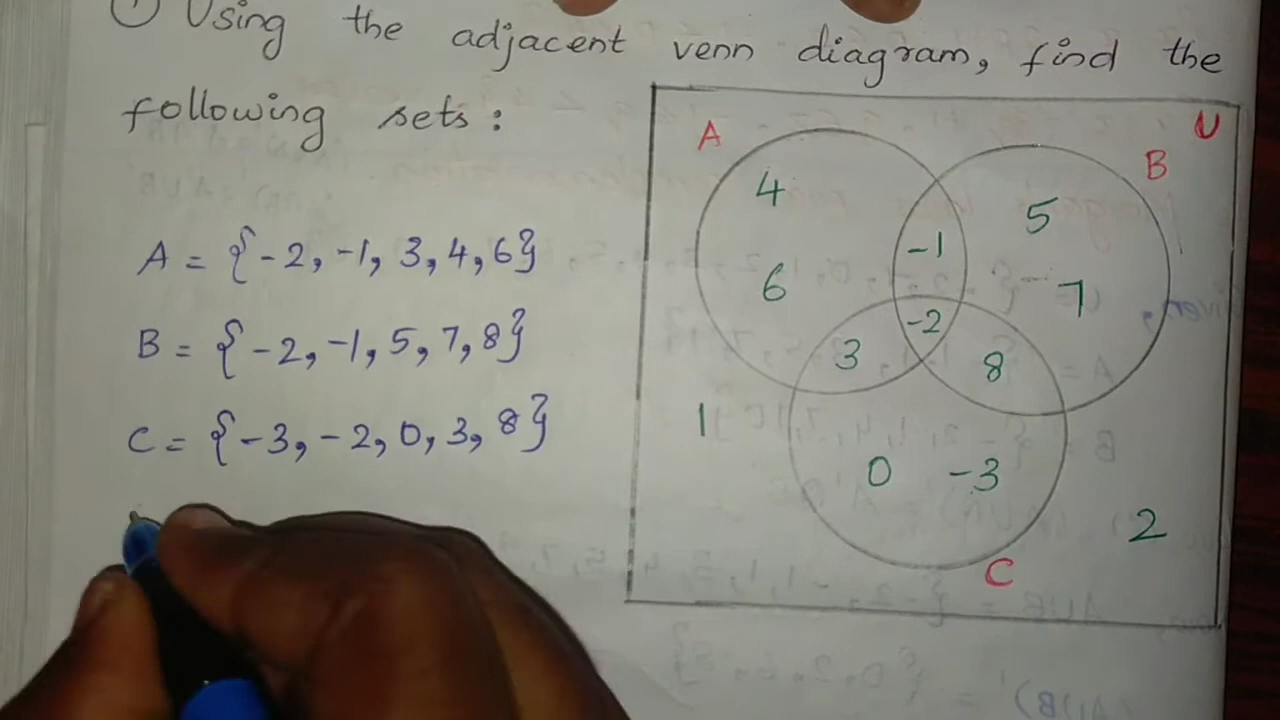 ① Using the adjacent venn diagram, find the
following sets :
A = {-2, -1, 3, 4, 6}
B = {-2, -1, 5, 7, 8}
C = {-3, -2, 0, 3, 8}
U
A
B
4
5
-1
6
7
-2
3
8
1
0 -3
2
C